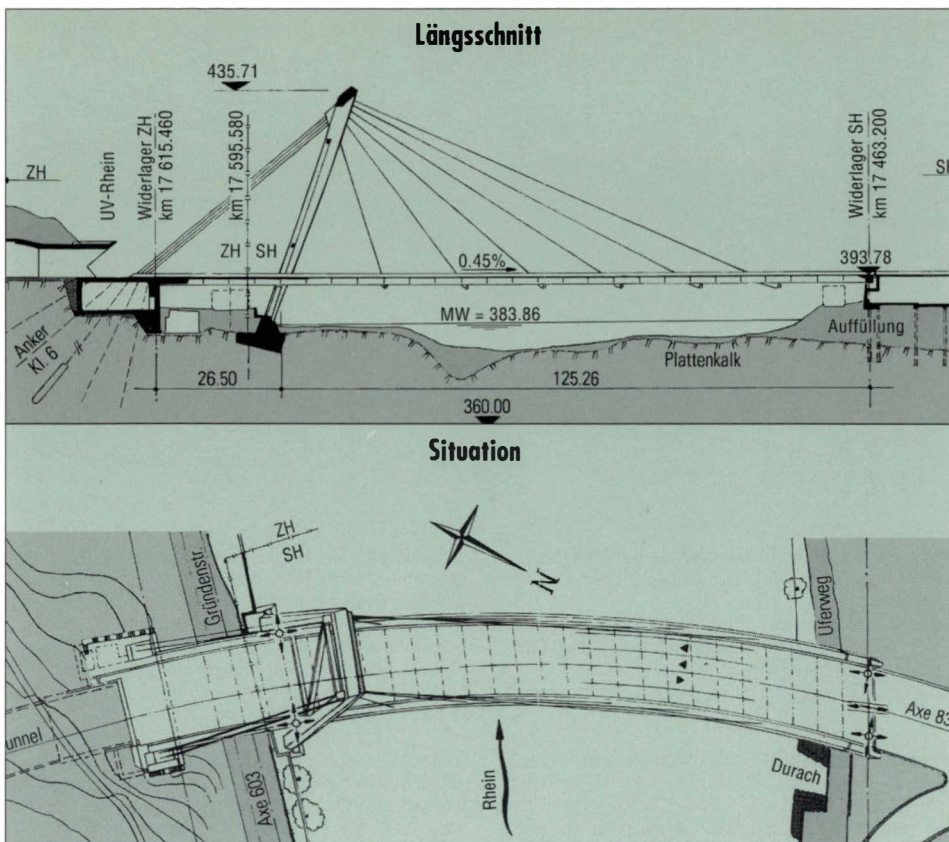 Längsschnitt
435.71
ZH
UV-Rhein
Widerlager ZH
km 17 615.460
km 17 595.580
ZH
SH
0.45%
Widerlager SH
km 17 463.200
393.78
MW = 383.86
Anker
Kl. 6
Auffüllung
Plattenkalk
26.50
125.26
360.00
Situation
ZH
SH
Gründenstr.
N
Uferweg
Axe 83
unnel
Axe 603
Rhein
Durach